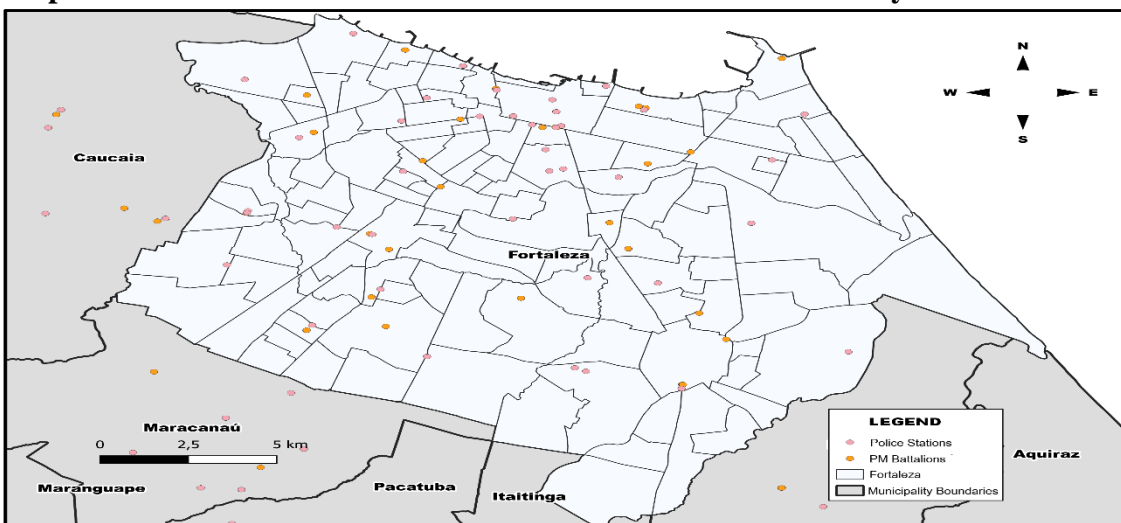 N
W E
S
Caucaia
Fortaleza
Maracanaú
0 2,5 5 km
Maranguape
Pacatuba
Itaitinga
Aquiraz
LEGEND
Police Stations
PM Battalions
Fortaleza
Municipality Boundaries